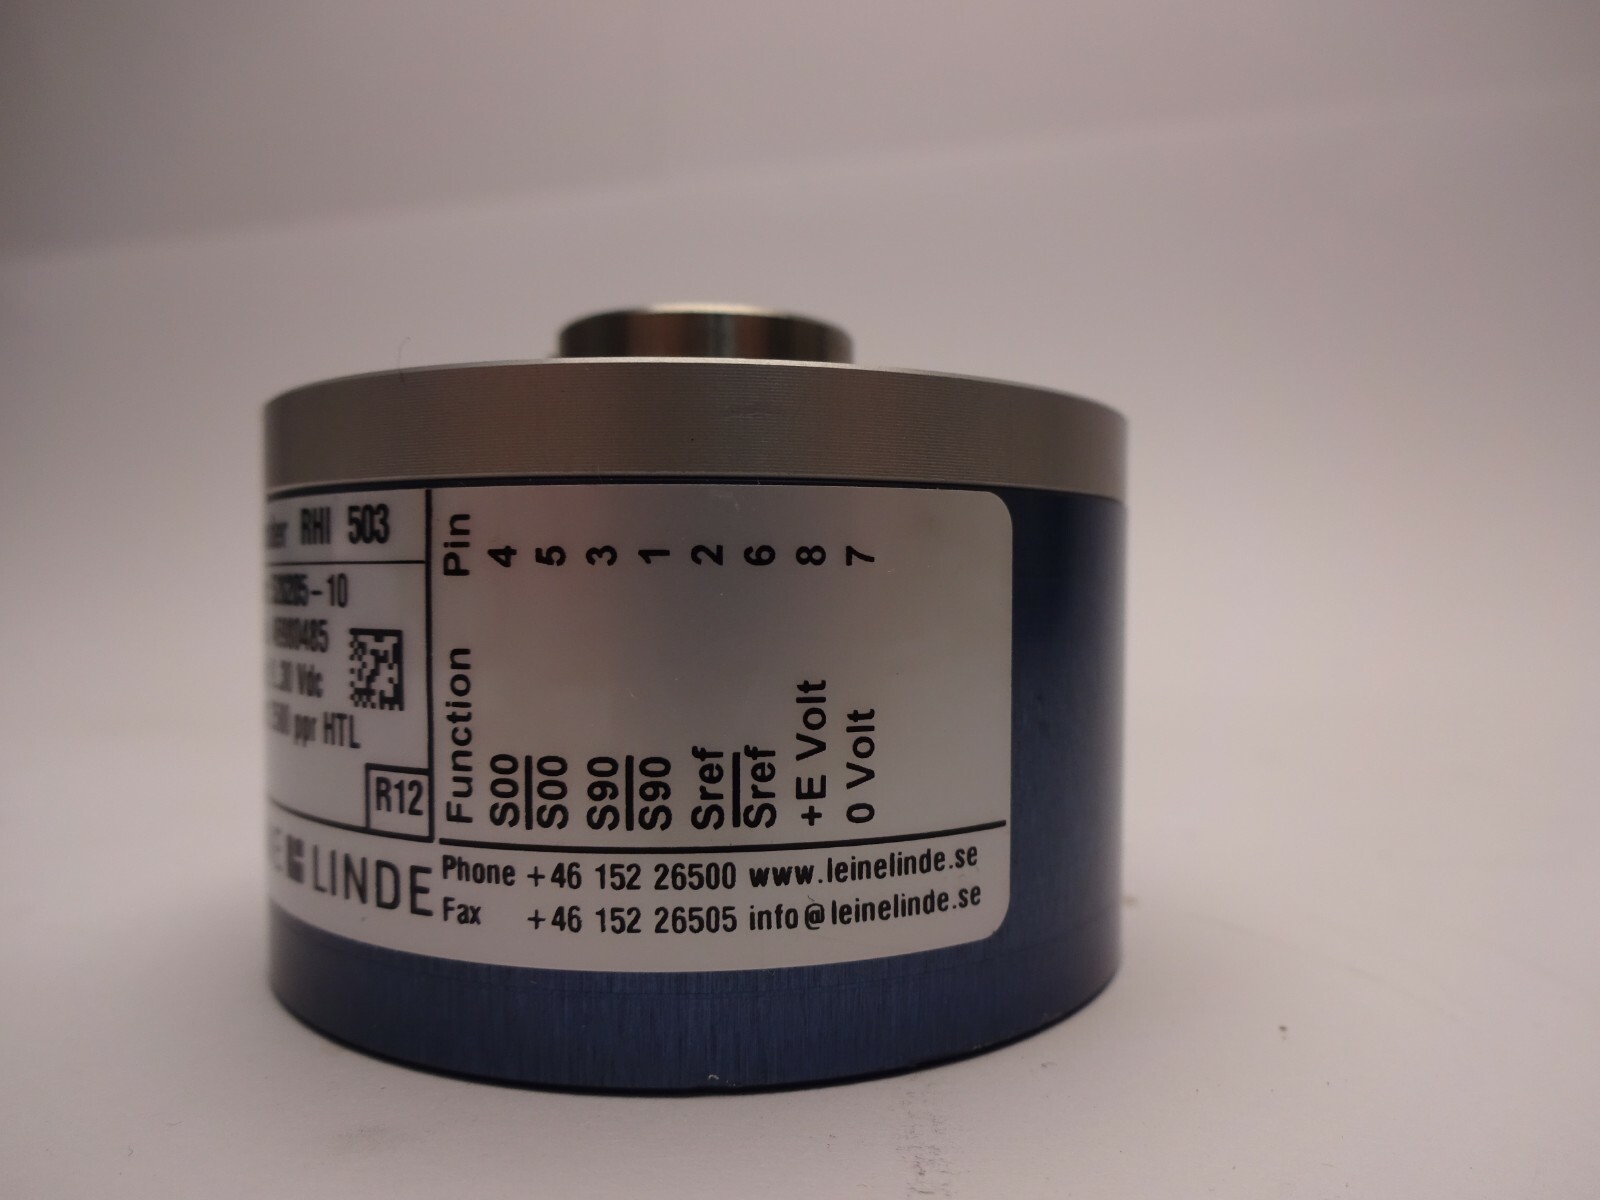 RHI 503
-10
Vdc
ppr HTL
R12
LINDE
Function Pin
S00 4
S00 5
S90 3
S90 1
Sref 2
Sref 6
+E Volt 8
0 Volt 7
Phone +46 152 26500 www.leinelinde.se
Fax +46 152 26505 info@leinelinde.se